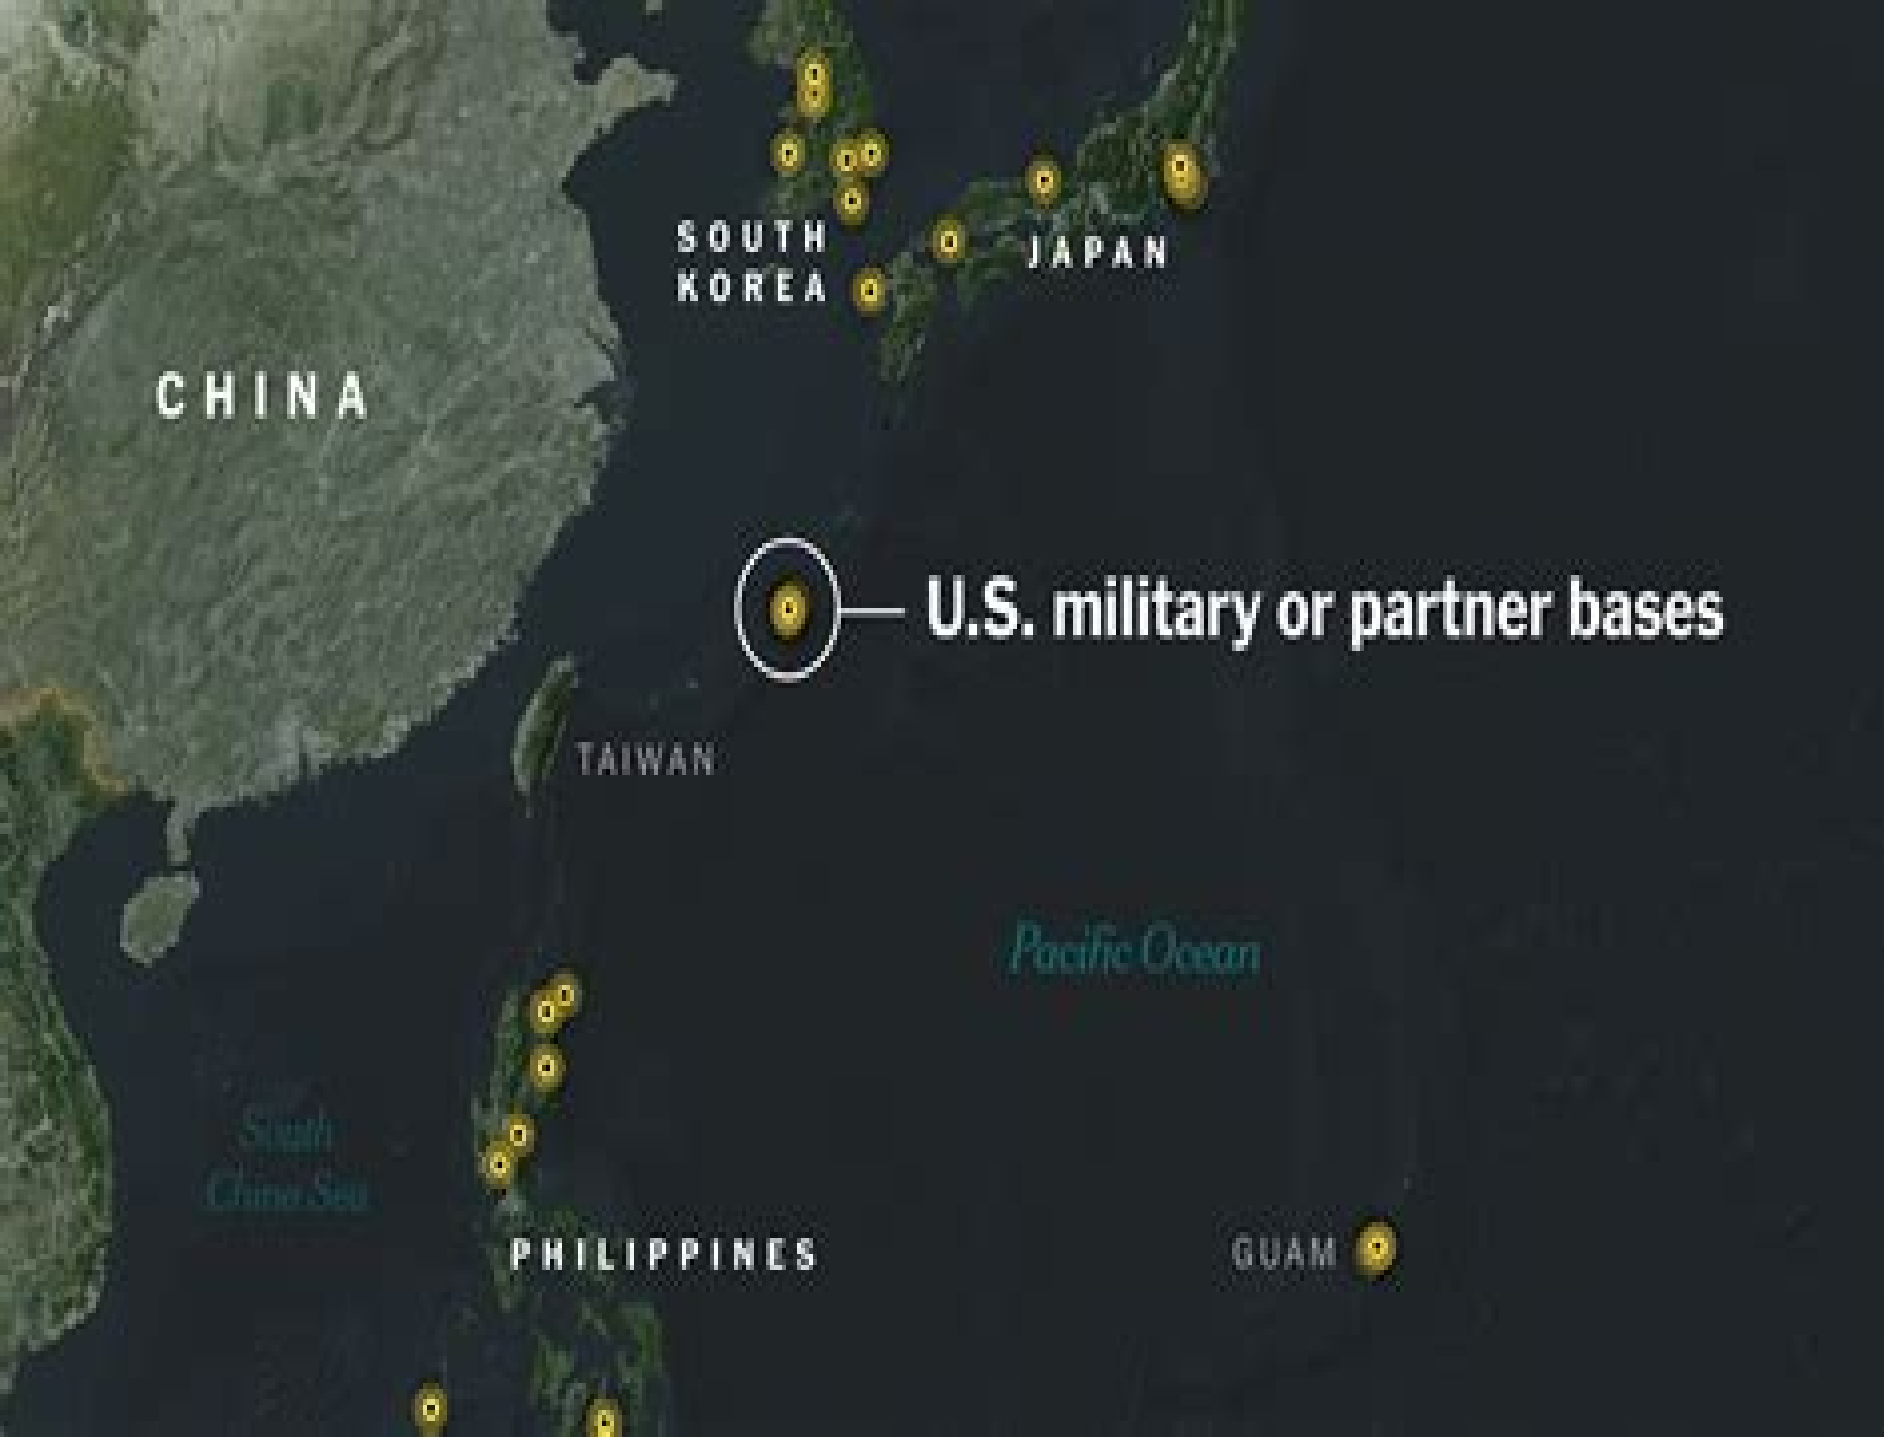 SOUTH
KOREA
JAPAN
CHINA
U.S. military or partner bases
TAIWAN
Pacific Ocean
South
China Sea
PHILIPPINES
GUAM